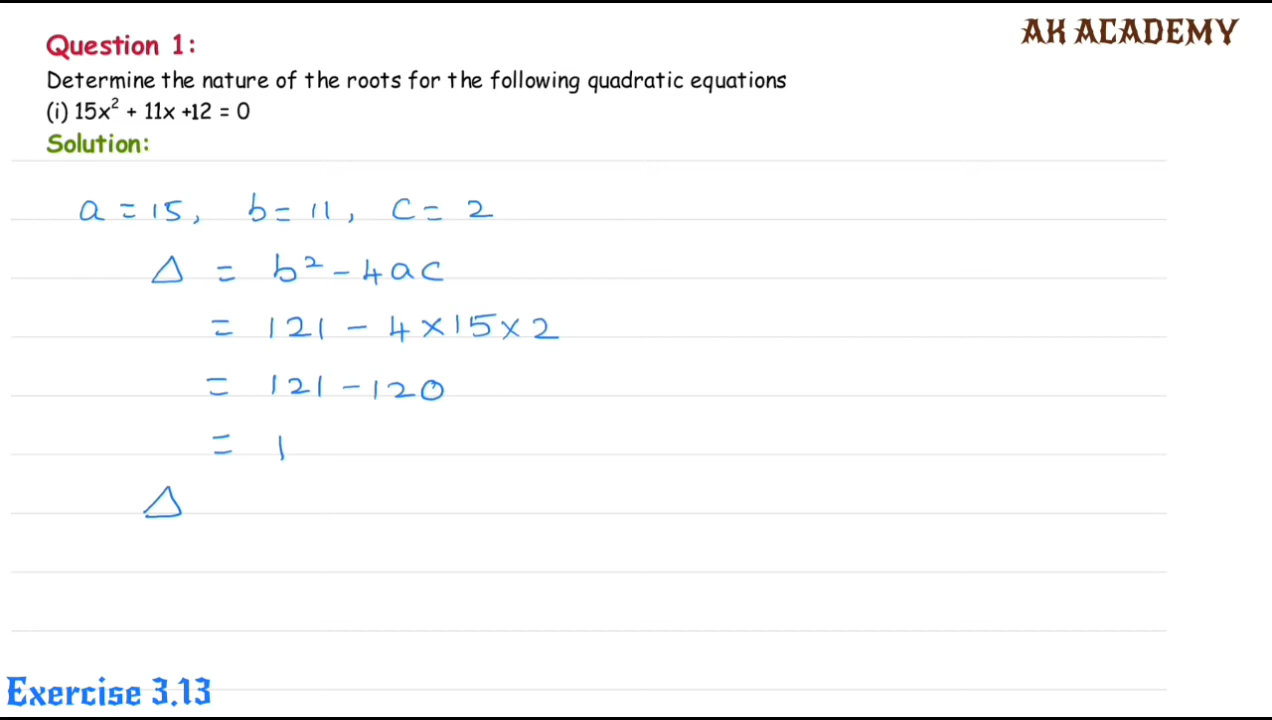 AK ACADEMY
Question 1:
Determine the nature of the roots for the following quadratic equations
(i) 15x² + 11x +12 = 0
Solution:
a = 15, b = 11, c = 2
Δ = b² - 4ac
= 121 - 4×15×2
= 121 - 120
= 1
Δ
Exercise 3.13